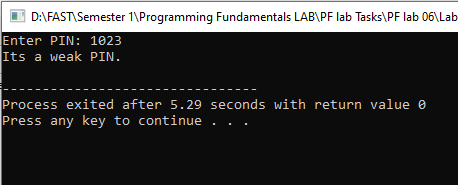 D:\FAST\Semester 1\Programming Fundamentals LAB\PF lab Tasks\PF lab 06\Lab
Enter PIN: 1023
Its a weak PIN.
--------------------------------
Process exited after 5.29 seconds with return value 0
Press any key to continue . . .